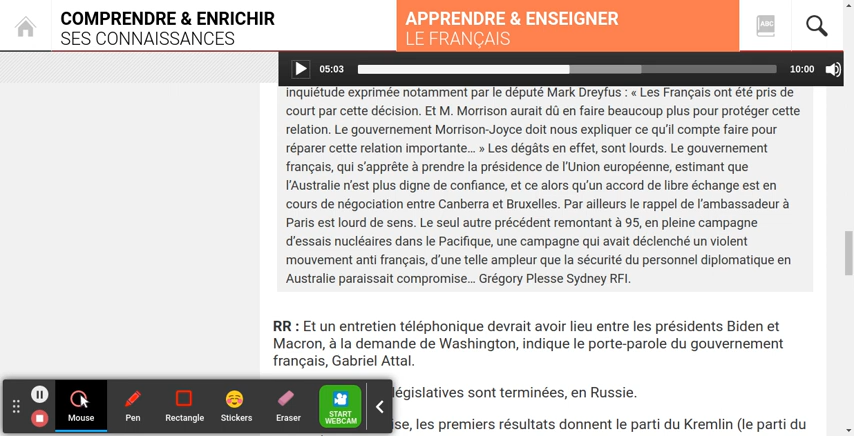 COMPRENDRE & ENRICHIR
SES CONNAISSANCES
APPRENDRE & ENSEIGNER
LE FRANÇAIS
ABC
05:03
10:00
inquiétude exprimée notamment par le député Mark Dreyfus : « Les Français ont été pris de
court par cette décision. Et M. Morrison aurait dû en faire beaucoup plus pour protéger cette
relation. Le gouvernement Morrison-Joyce doit nous expliquer ce qu’il compte faire pour
réparer cette relation importante… » Les dégâts en effet, sont lourds. Le gouvernement
français, qui s’apprête à prendre la présidence de l’Union européenne, estimant que
l’Australie n’est plus digne de confiance, et ce alors qu’un accord de libre échange est en
cours de négociation entre Canberra et Bruxelles. Par ailleurs le rappel de l’ambassadeur à
Paris est lourd de sens. Le seul autre précédent remontant à 95, en pleine campagne
d’essais nucléaires dans le Pacifique, une campagne qui avait déclenché un violent
mouvement anti français, d’une telle ampleur que la sécurité du personnel diplomatique en
Australie paraissait compromise… Grégory Plesse Sydney RFI.
RR : Et un entretien téléphonique devrait avoir lieu entre les présidents Biden et
Macron, à la demande de Washington, indique le porte-parole du gouvernement
français, Gabriel Attal.
législatives sont terminées, en Russie.
les premiers résultats donnent le parti du Kremlin (le parti du
Mouse
Pen
Rectangle
Stickers
Eraser
START
WEBCAM